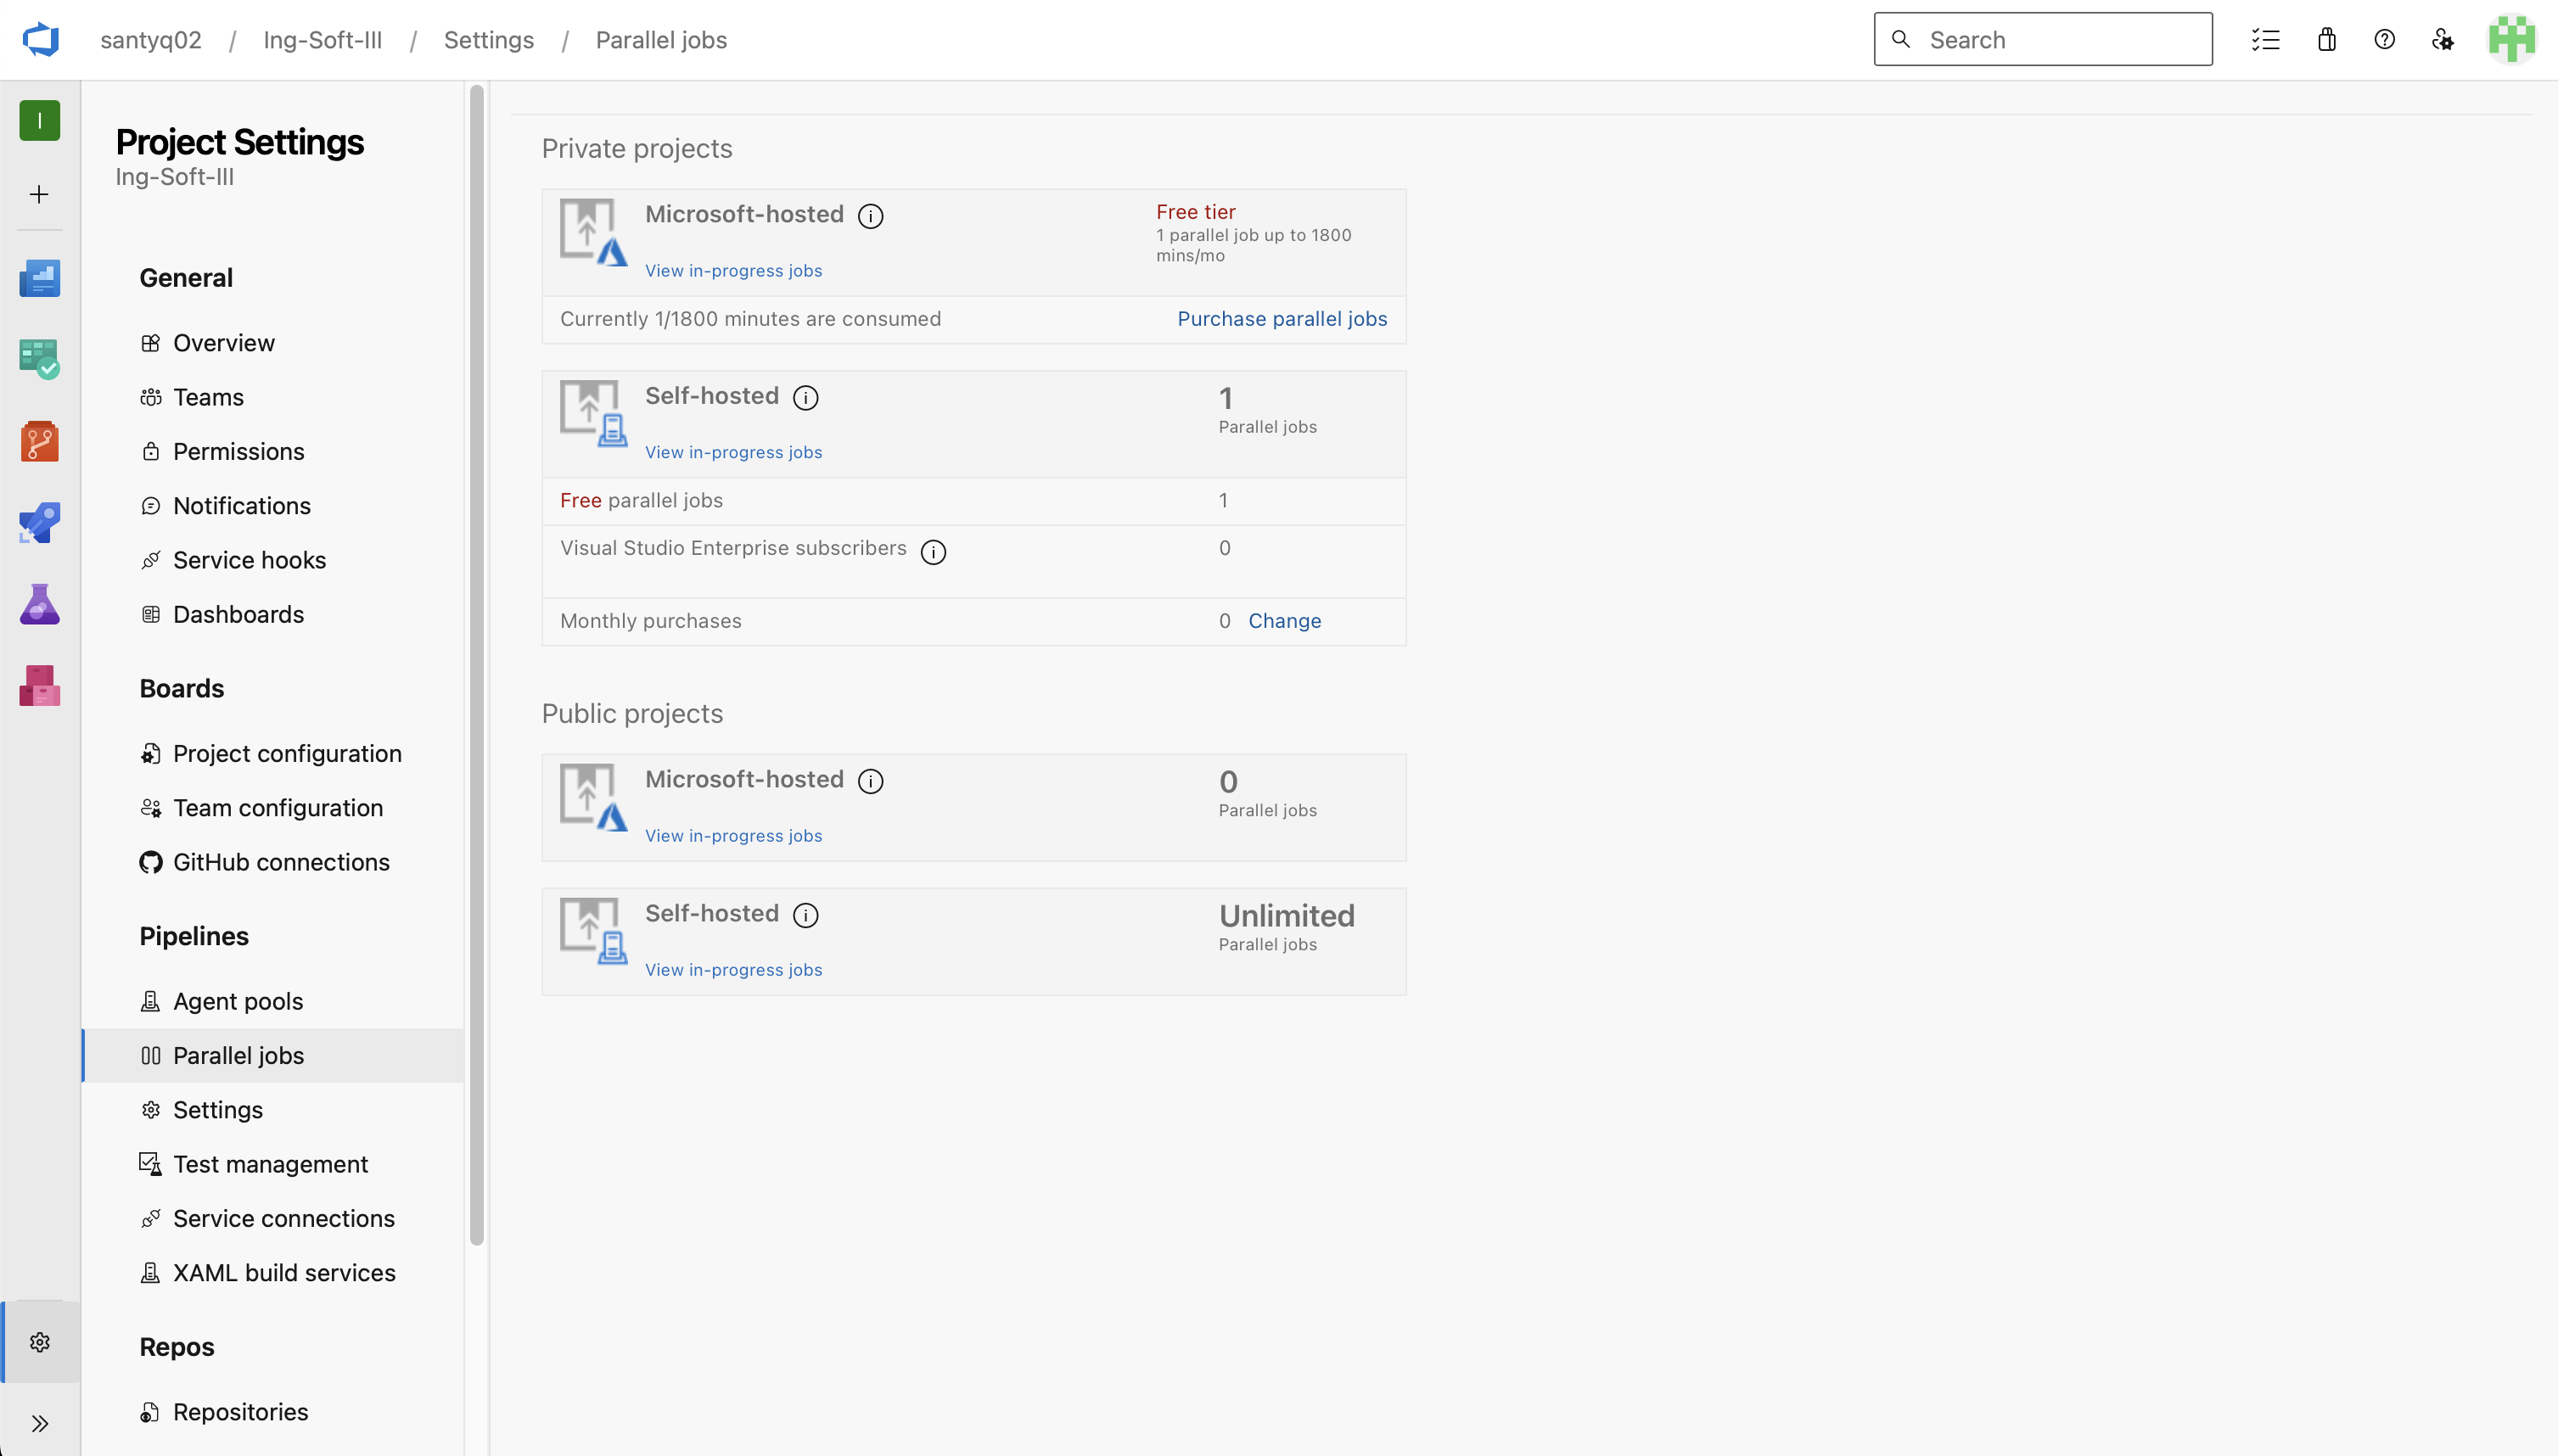 santyq02 / Ing-Soft-III / Settings / Parallel jobs
Search
I
Project Settings
Ing-Soft-III
General
Overview
Teams
Permissions
Notifications
Service hooks
Dashboards
Boards
Project configuration
Team configuration
GitHub connections
Pipelines
Agent pools
Parallel jobs
Settings
Test management
Service connections
XAML build services
Repos
Repositories
Private projects
Microsoft-hosted
Free tier
1 parallel job up to 1800
mins/mo
View in-progress jobs
Currently 1/1800 minutes are consumed
Purchase parallel jobs
Self-hosted
1
Parallel jobs
View in-progress jobs
Free parallel jobs 1
Visual Studio Enterprise subscribers 0
Monthly purchases 0 Change
Public projects
Microsoft-hosted
0
Parallel jobs
View in-progress jobs
Self-hosted
Unlimited
Parallel jobs
View in-progress jobs